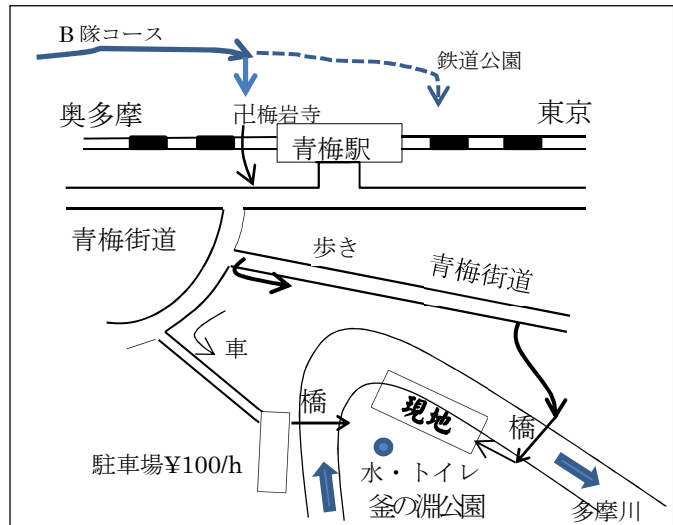 B隊コース
鉄道公園
奥多摩
卍梅岩寺
東京
青梅駅
青梅街道
歩き
青梅街道
車
橋
現地
橋
駐車場¥100/h
水・トイレ
釜の淵公園
多摩川